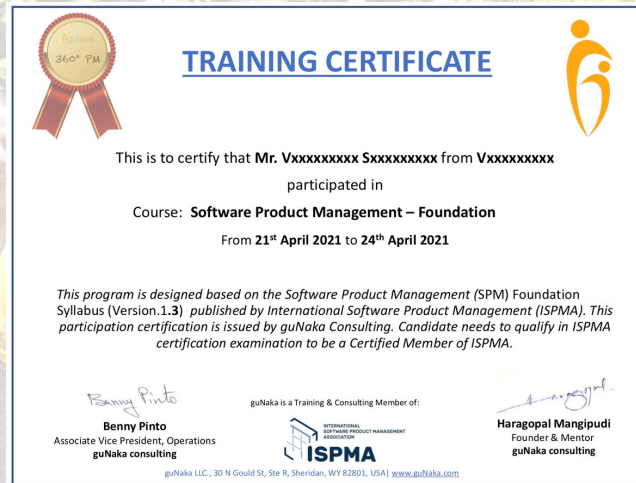 guNaka
360° PM
TRAINING CERTIFICATE
This is to certify that Mr. Vxxxxxxxxx Sxxxxxxxxx from Vxxxxxxxxx
participated in
Course: Software Product Management – Foundation
From 21st April 2021 to 24th April 2021
This program is designed based on the Software Product Management (SPM) Foundation
Syllabus (Version.1.3) published by International Software Product Management (ISPMA). This
participation certification is issued by guNaka Consulting. Candidate needs to qualify in ISPMA
certification examination to be a Certified Member of ISPMA.
Benny Pinto
guNaka is a Training & Consulting Member of:
Benny Pinto
Associate Vice President, Operations
guNaka consulting
INTERNATIONAL
SOFTWARE PRODUCT MANAGEMENT
ASSOCIATION
ISPMA
Haragopal Mangipudi
Founder & Mentor
guNaka consulting
guNaka LLC., 30 N Gould St, Ste R, Sheridan, WY 82801, USA| www.guNaka.com